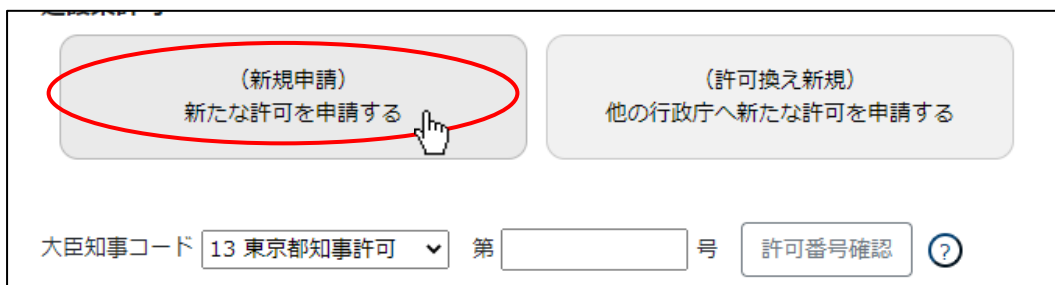 （新規申請）
新たな許可を申請する
（許可換え新規）
他の行政庁へ新たな許可を申請する
大臣知事コード 13 東京都知事許可 第 号 許可番号確認 ?